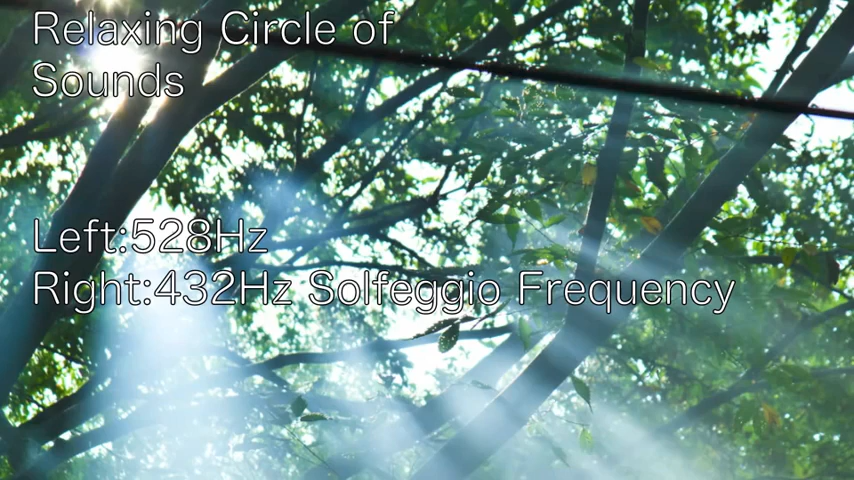 Relaxing Circle of
Sounds
Left:528Hz
Right:432Hz Solfeggio Frequency